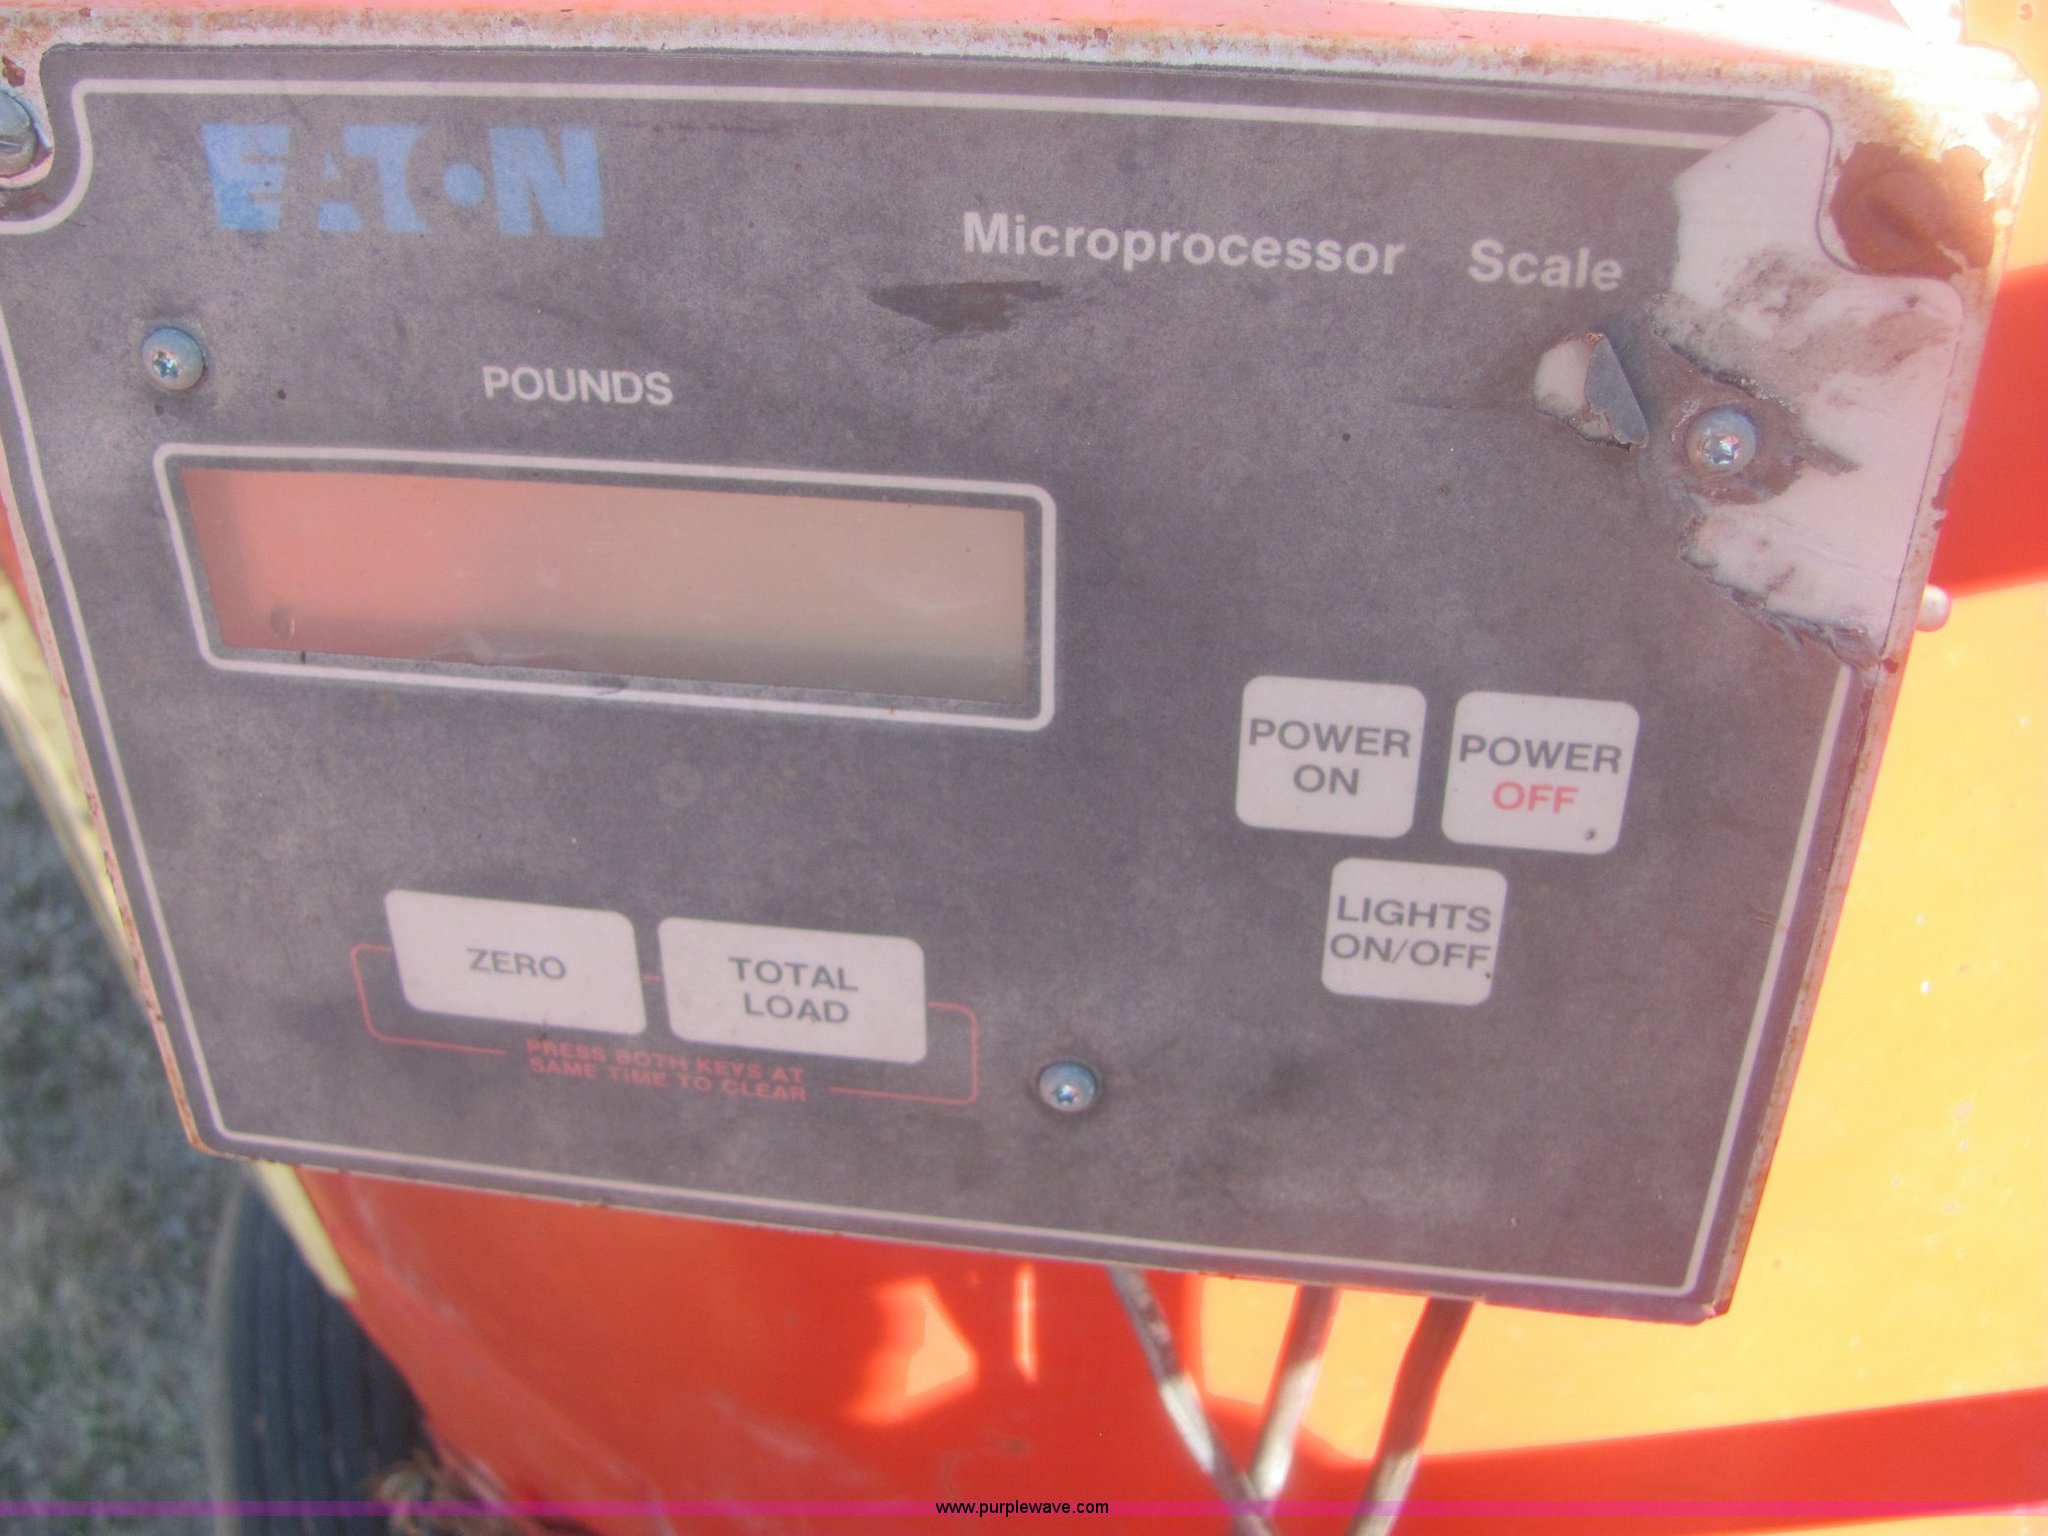 EATON
Microprocessor Scale
POUNDS
POWER
ON
POWER
OFF
LIGHTS
ON/OFF
ZERO
TOTAL
LOAD
PRESS BOTH KEYS AT
SAME TIME TO CLEAR
www.purplewave.com